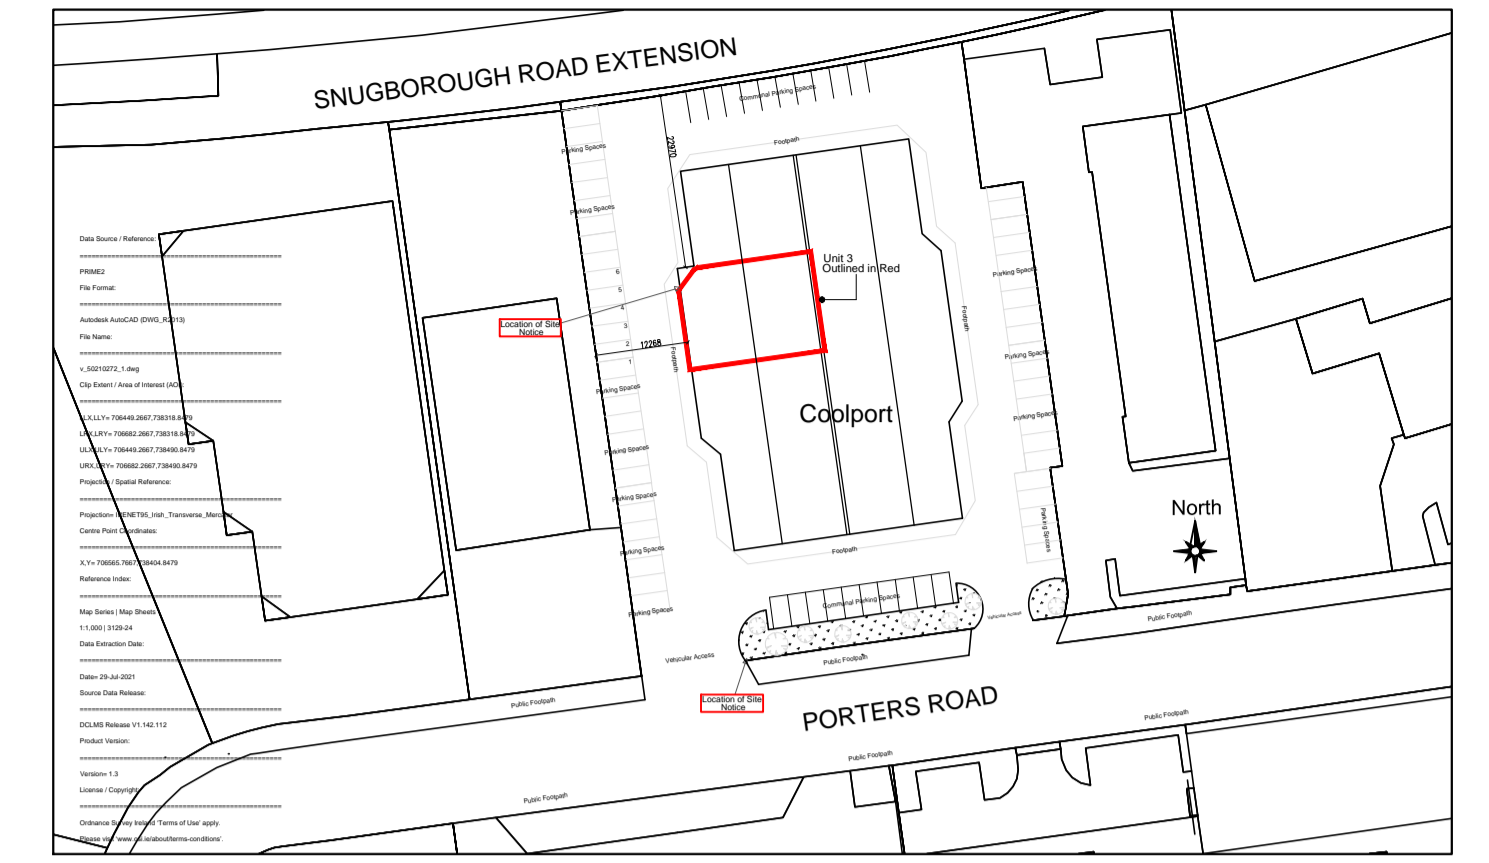 SNUGBOROUGH ROAD EXTENSION
Communal Parking Spaces
22970
Footpath
Parking Spaces
Parking Spaces
Data Source / Reference:
PRIME2
File Format:
Autodesk AutoCAD (DWG_R2013)
File Name:
v_50210272_1.dwg
Clip Extent / Area of Interest (AOI):
LLX,LLY= 706449.2667,738318.8479
LRX,LRY= 706682.2667,738318.8479
ULX,ULY= 706449.2667,738490.8479
URX,URY= 706682.2667,738490.8479
Projection / Spatial Reference:
Projection= IRENET95_Irish_Transverse_Mercator
Centre Point Coordinates:
X,Y= 706565.7667,738404.8479
Reference Index:
Map Series | Map Sheets
1:1,000 | 3129-24
Data Extraction Date:
Date= 29-Jul-2021
Source Data Release:
DCLMS Release V1.142.112
Product Version:
Version= 1.3
License / Copyright:
Ordnance Survey Ireland 'Terms of Use' apply.
Please visit 'www.osi.ie/about/terms-conditions'.
6
5
4
3
2
1
Location of Site
Notice
12268
Footpath
Unit 3
Outlined in Red
Coolport
Footpath
Parking Spaces
Parking Spaces
Parking Spaces
Parking Spaces
Parking Spaces
Parking Spaces
Parking Spaces
Parking Spaces
Parking Spaces
North
Footpath
Communal Parking Spaces
Vehicular Access
Vehicular Access
Public Footpath
Public Footpath
Location of Site
Notice
PORTERS ROAD
Public Footpath
Public Footpath
Public Footpath
Public Footpath